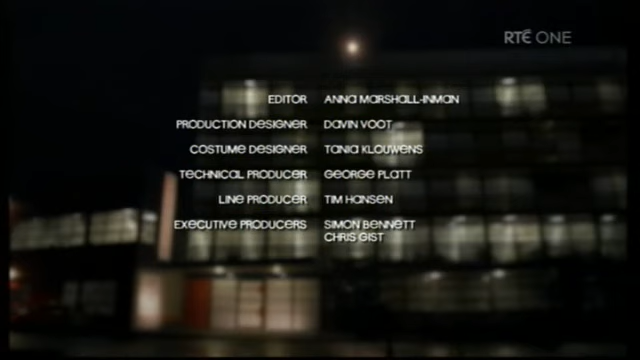 RTÉ ONE
EDITOR ANNA MARSHALL-INMAN
PRODUCTION DESIGNER DAVIN VOOT
COSTUME DESIGNER TANIA KLOUWENS
TECHNICAL PRODUCER GEORGE PLATT
LINE PRODUCER TIM HANSEN
EXECUTIVE PRODUCERS SIMON BENNETT
CHRIS GIST